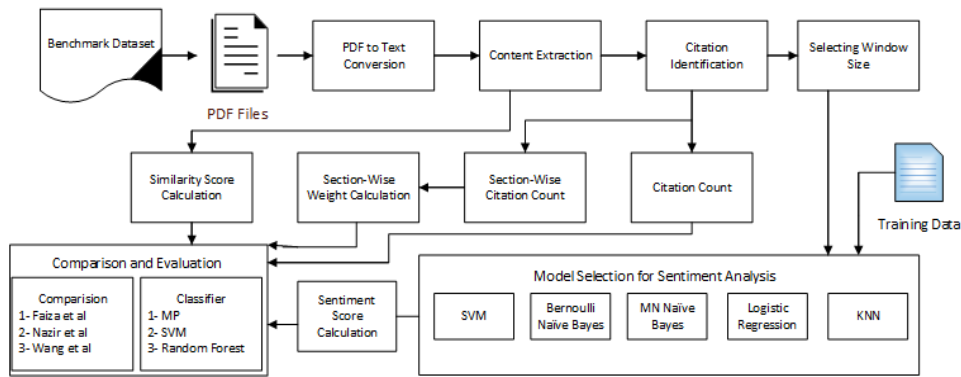 Benchmark Dataset
PDF Files
PDF to Text
Conversion
Content Extraction
Citation
Identification
Selecting Window
Size
Similarity Score
Calculation
Section-Wise
Weight Calculation
Section-Wise
Citation Count
Citation Count
Training Data
Comparison and Evaluation
Comparision
1- Faiza et al
2- Nazir et al
3- Wang et al
Classifier
1- MP
2- SVM
3- Random Forest
Sentiment
Score
Calculation
Model Selection for Sentiment Analysis
SVM
Bernoulli
Naïve Bayes
MN Naïve
Bayes
Logistic
Regression
KNN